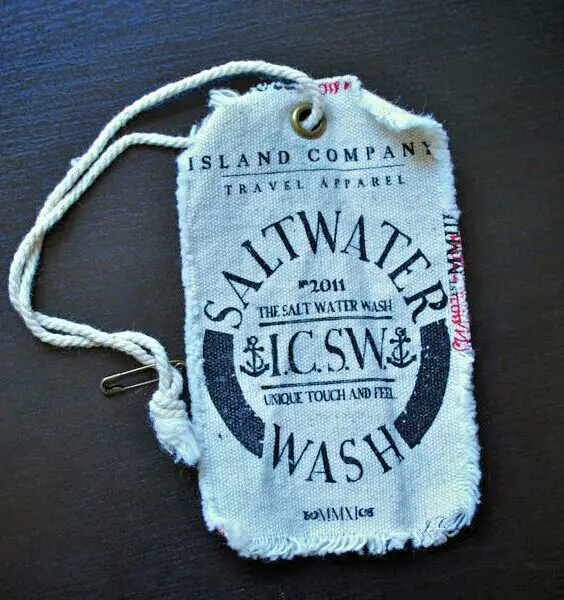 ISLAND COMPANY
TRAVEL APPAREL
SALTWATER
2011
THE SALT WATER WASH
I.C.S.W.
UNIQUE TOUCH AND FEEL
WASH
MMXI